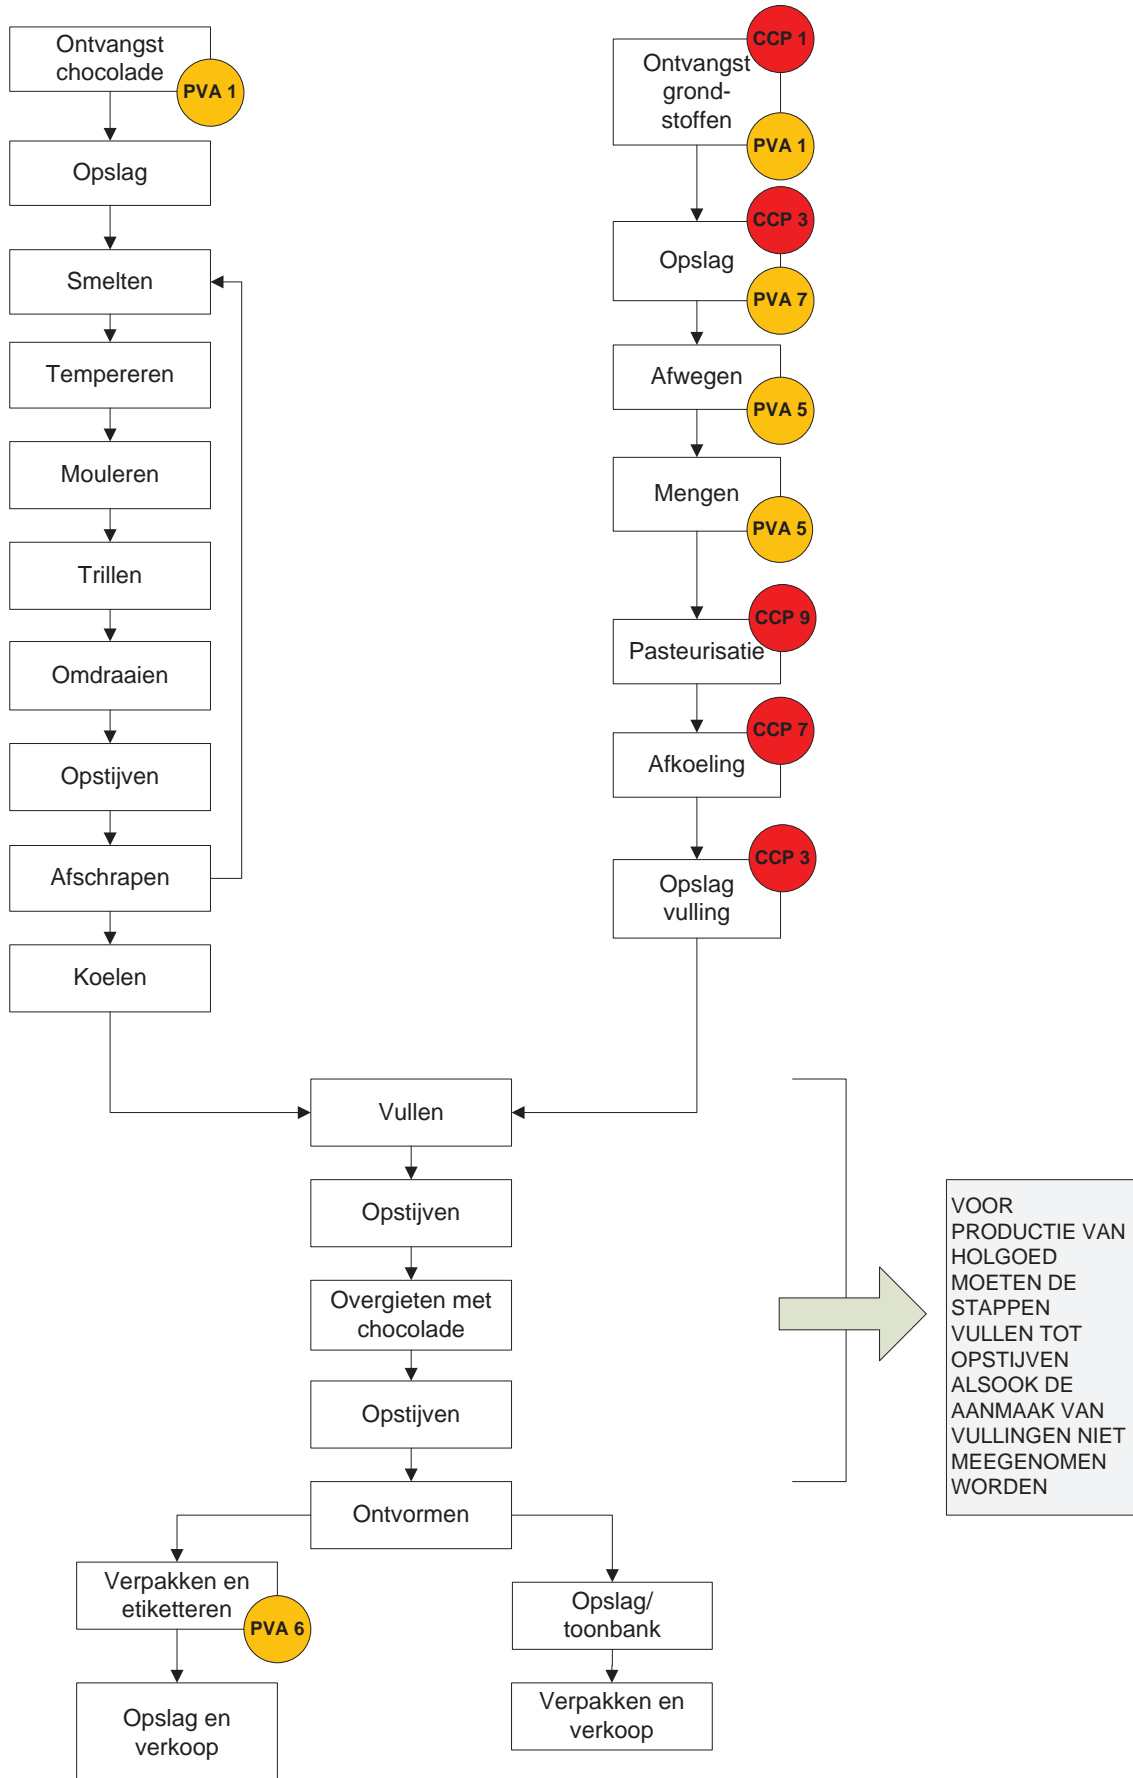 Ontvangst
chocolade
PVA 1
Opslag
Smelten
Tempereren
Mouleren
Trillen
Omdraaien
Opstijven
Afschrapen
Koelen
CCP 1
Ontvangst
grond-
stoffen
PVA 1
CCP 3
Opslag
PVA 7
Afwegen
PVA 5
Mengen
PVA 5
CCP 9
Pasteurisatie
CCP 7
Afkoeling
CCP 3
Opslag
vulling
Vullen
Opstijven
Overgieten met
chocolade
Opstijven
Ontvormen
Verpakken en
etiketteren
PVA 6
Opslag en
verkoop
Opslag/
toonbank
Verpakken en
verkoop
VOOR
PRODUCTIE VAN
HOLGOED
MOETEN DE
STAPPEN
VULLEN TOT
OPSTIJVEN
ALSOOK DE
AANMAAK VAN
VULLINGEN NIET
MEEGENOMEN
WORDEN